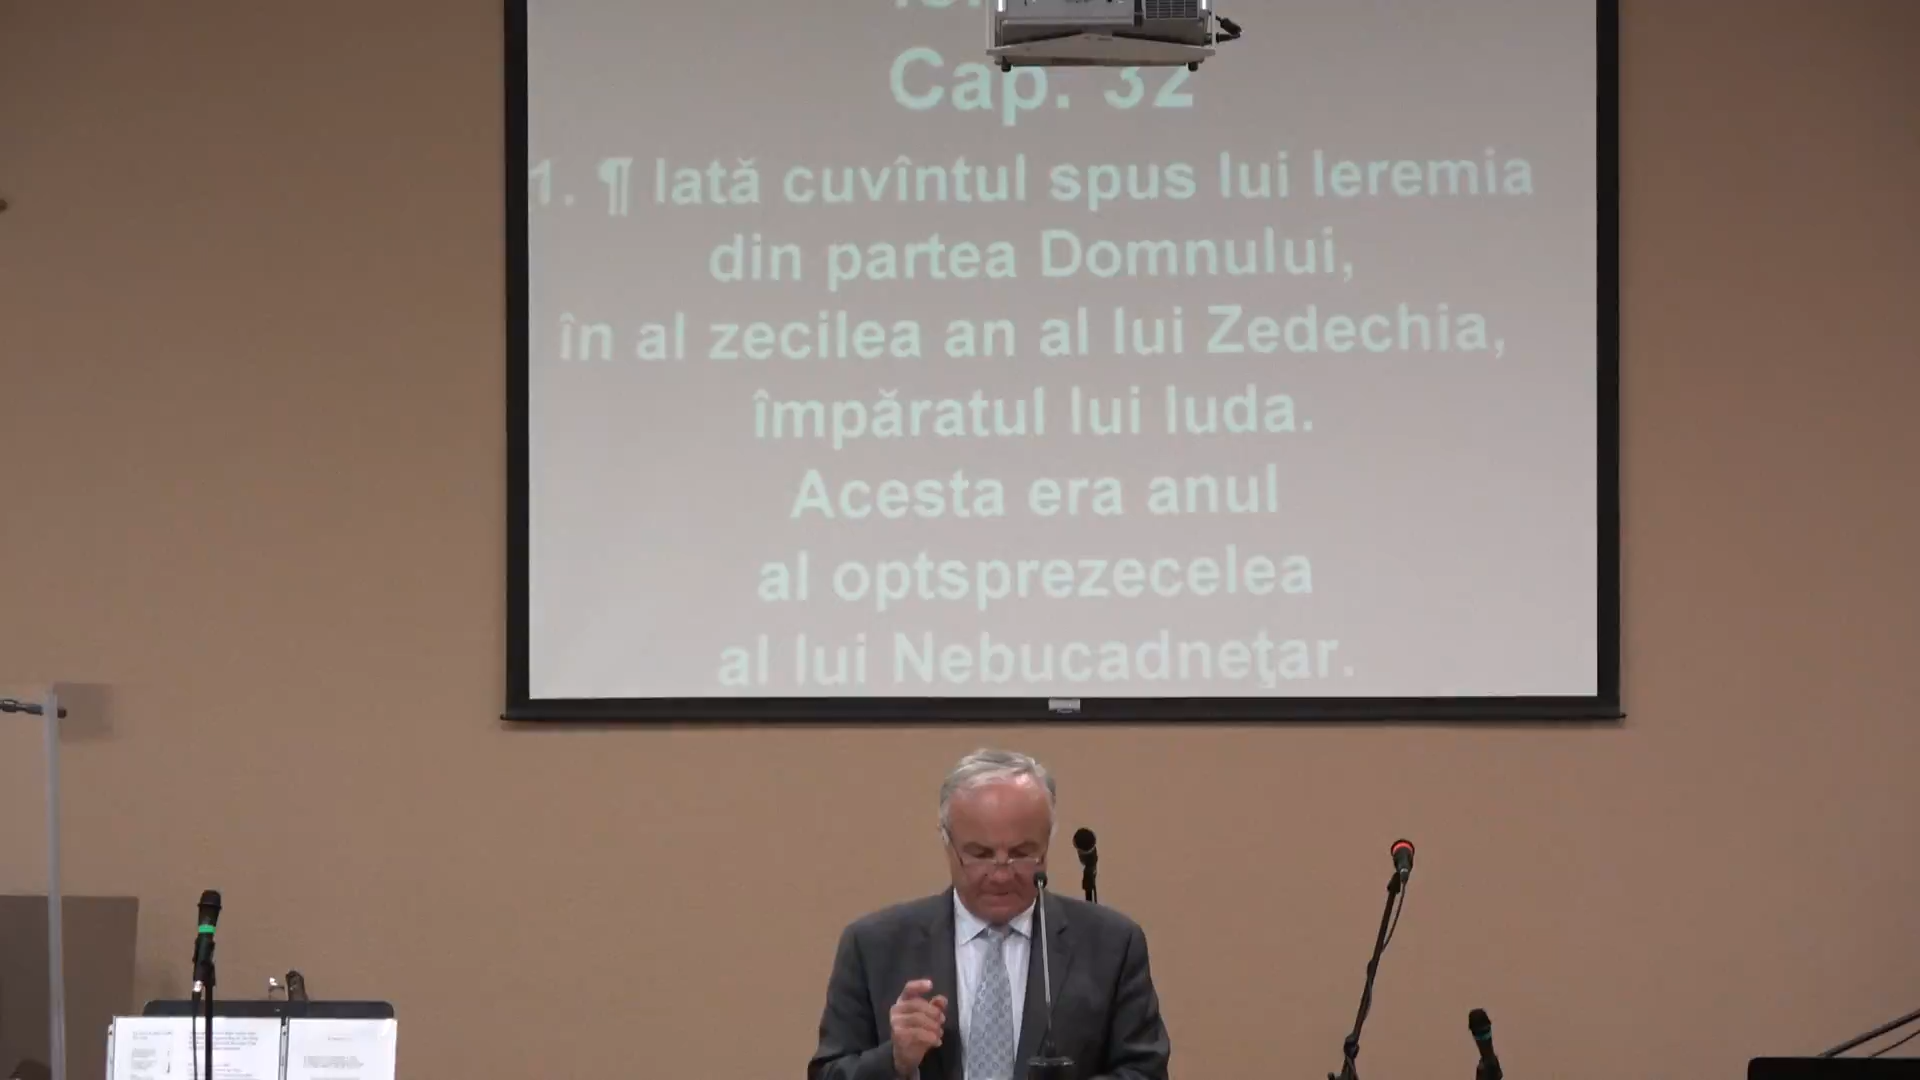 Cap. 32
1. ¶ Iată cuvîntul spus lui Ieremia
din partea Domnului,
în al zecilea an al lui Zedechia,
împăratul lui Iuda.
Acesta era anul
al optsprezecelea
al lui Nebucadneţar.